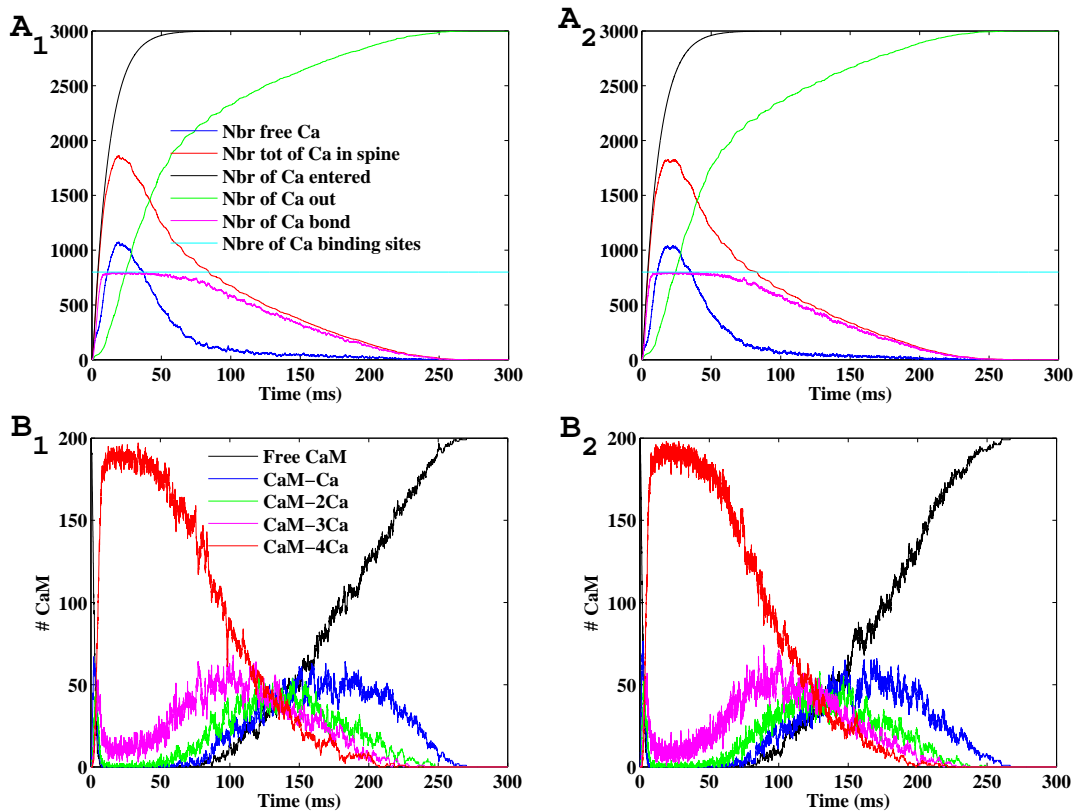 A1
3000
2500
2000
1500
1000
500
0
Nbr free Ca
Nbr tot of Ca in spine
Nbr of Ca entered
Nbr of Ca out
Nbr of Ca bond
Nbre of Ca binding sites
0 50 100 150 200 250 300
Time (ms)
A2
3000
2500
2000
1500
1000
500
0
0 50 100 150 200 250 300
Time (ms)
B1
200
150
100
50
0
# CaM
Free CaM
CaM−Ca
CaM−2Ca
CaM−3Ca
CaM−4Ca
0 50 100 150 200 250 300
Time (ms)
B2
200
150
100
50
0
# CaM
0 50 100 150 200 250 300
Time (ms)